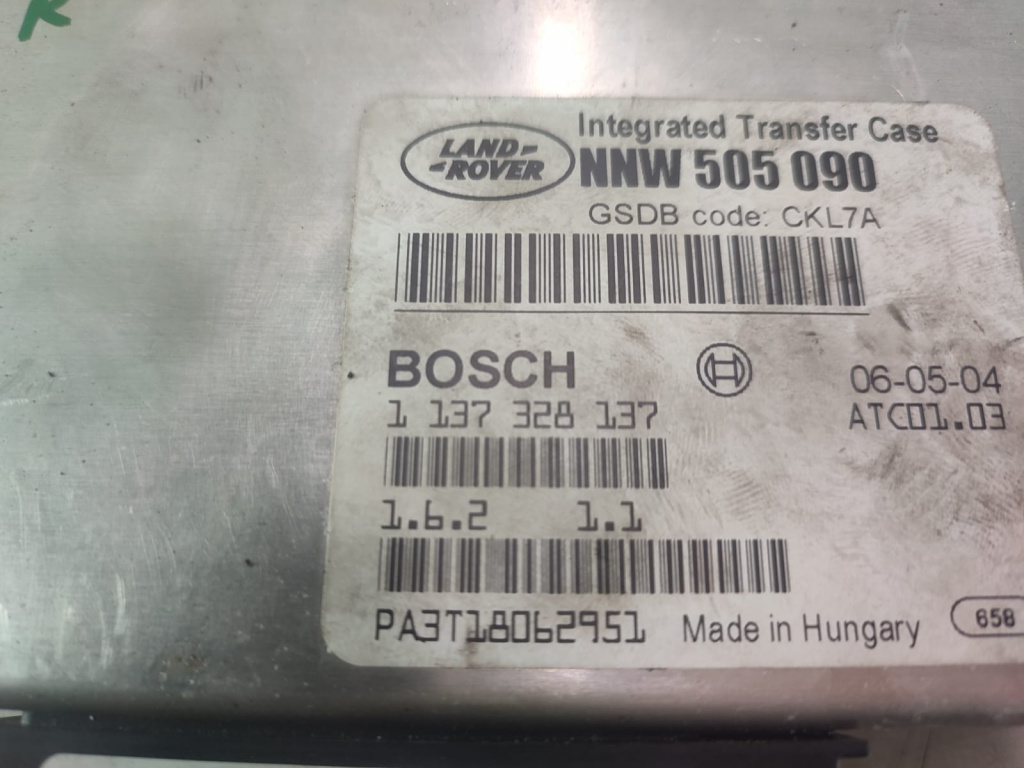 LAND-
-ROVER
Integrated Transfer Case
NNW 505 090
GSDB code: CKL7A
BOSCH
06-05-04
1 137 328 137
ATC01.03
1.6.2 1.1
PA3T18062951
Made in Hungary
658